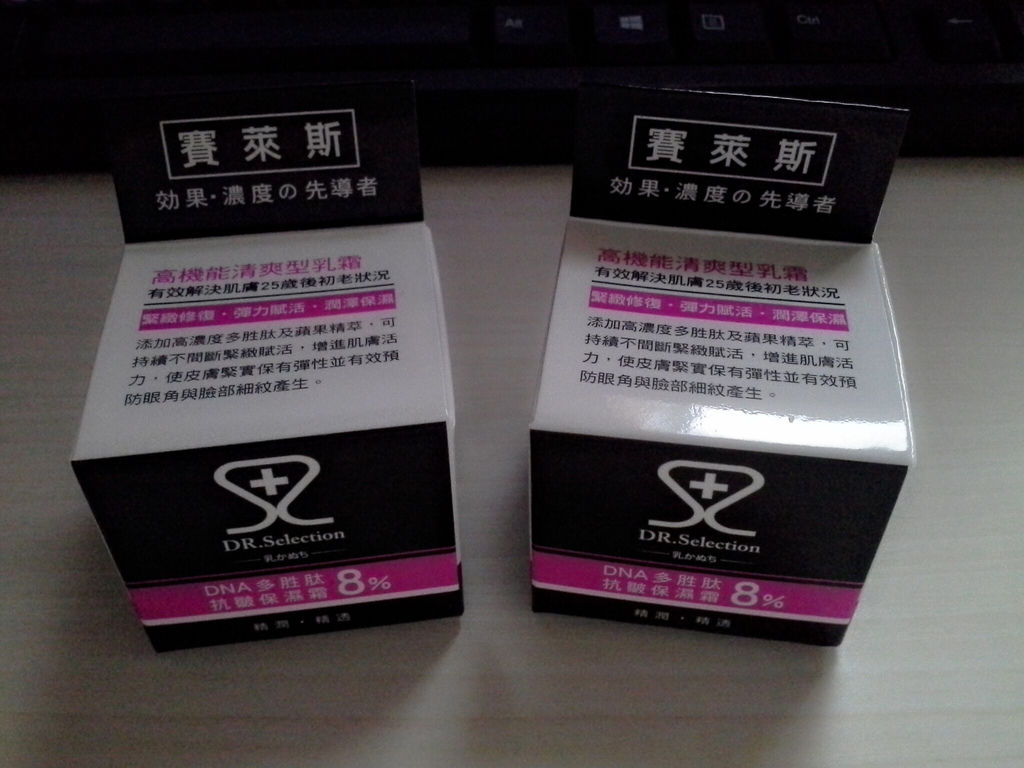 Alt
Ctrl
賽萊斯
効果·濃度の先導者
高機能清爽型乳霜
有效解決肌膚25歲後初老狀況
緊緻修復·彈力賦活·潤澤保濕
添加高濃度多胜肽及蘋果精萃，可
持續不間斷緊緻賦活，增進肌膚活
力，使皮膚緊實保有彈性並有效預
防眼角與臉部細紋產生。
DR.Selection
乳かぬち
DNA多胜肽
抗皺保濕霜 8%
精潤·精透
賽萊斯
効果·濃度の先導者
高機能清爽型乳霜
有效解決肌膚25歲後初老狀況
緊緻修復·彈力賦活·潤澤保濕
添加高濃度多胜肽及蘋果精萃，可
持續不間斷緊緻賦活，增進肌膚活
力，使皮膚緊實保有彈性並有效預
防眼角與臉部細紋產生。
DR.Selection
乳かぬち
DNA多胜肽
抗皺保濕霜 8%
精潤·精透